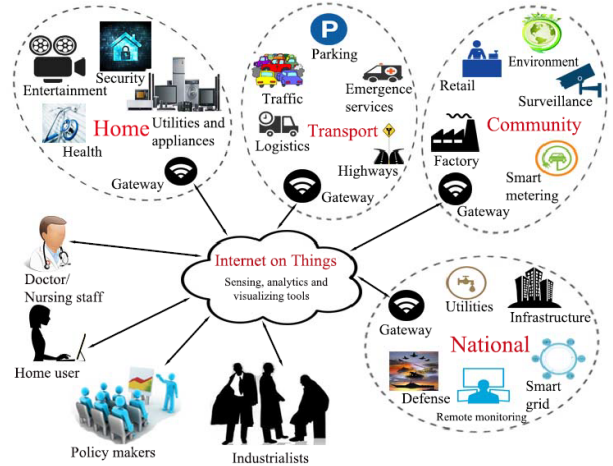 Entertainment
Security
Home
Utilities and
appliances
Health
Gateway
P
Parking
Traffic
Emergence
services
Logistics
Transport
Highways
Gateway
Retail
Environment
Surveillance
Community
Factory
Smart
metering
Gateway
Internet on Things
Sensing, analytics and
visualizing tools
Doctor/
Nursing staff
Home user
Policy makers
Industrialists
Gateway
Utilities
Infrastructure
National
Defense
Remote monitoring
Smart
grid